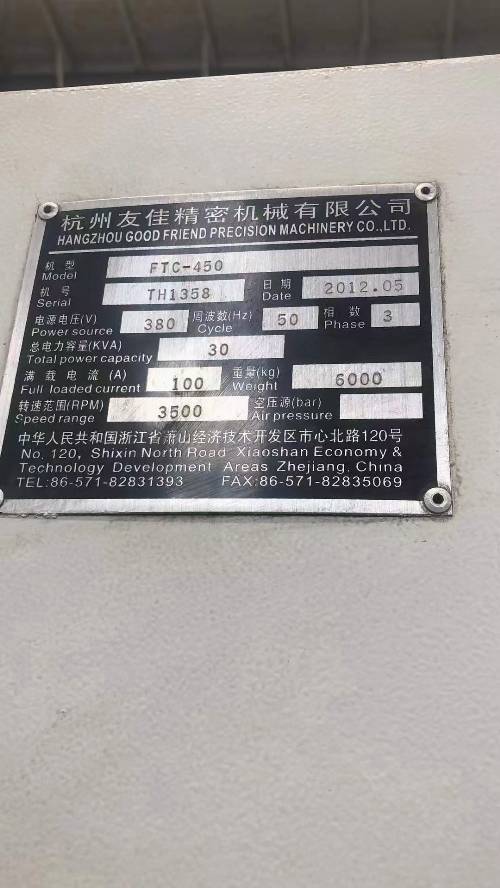 杭州友佳精密机械有限公司
HANGZHOU GOOD FRIEND PRECISION MACHINERY CO.,LTD.
机型 FTC-450
Model
机号 TH1358 日期 2012.05
Serial Date
电源电压(V) 380 周波数(Hz) 50 相数 3
Power source Cycle Phase
总电力容量(KVA) 30
Total power capacity
满载电流(A) 100 重量(kg) 6000
Full loaded current Weight
转速范围(RPM) 3500 空压源(bar)
Speed range Air pressure
中华人民共和国浙江省萧山经济技术开发区市心北路120号
No. 120, Shixin North Road Xiaoshan Economy &
Technology Development Areas Zhejiang. China
TEL:86-571-82831393 FAX:86-571-82835069